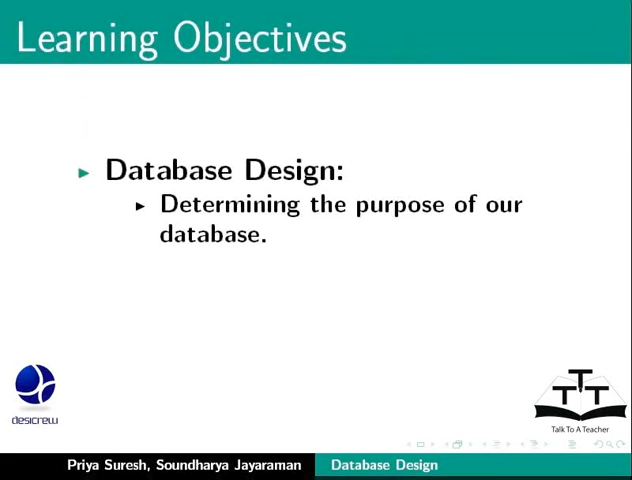 Learning Objectives
Database Design:
Determining the purpose of our
database.
desicrew
TTT
Talk To A Teacher
Priya Suresh, Soundharya Jayaraman
Database Design